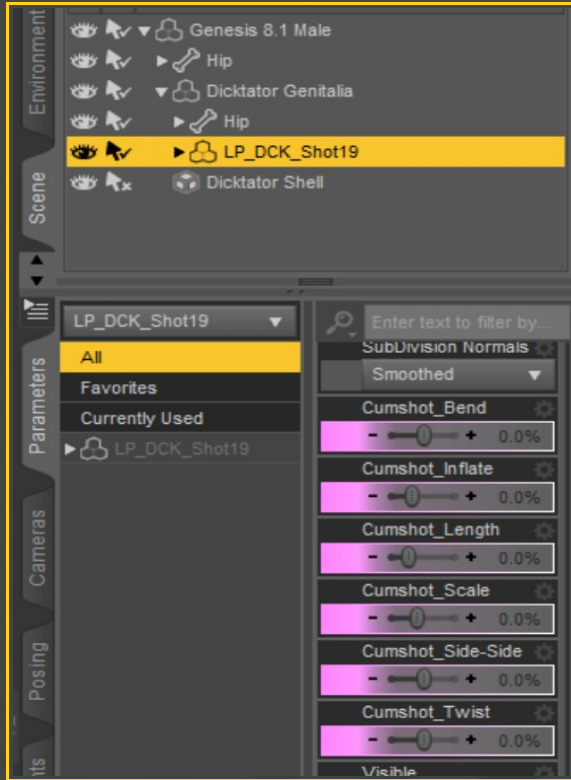 Environment
Scene
Genesis 8.1 Male
Hip
Dicktator Genitalia
Hip
LP_DCK_Shot19
Dicktator Shell
Parameters
Cameras
Posing
LP_DCK_Shot19
All
Favorites
Currently Used
LP_DCK_Shot19
Enter text to filter by...
SubDivision Normals
Smoothed
Cumshot_Bend
- + 0.0%
Cumshot_Inflate
- + 0.0%
Cumshot_Length
- + 0.0%
Cumshot_Scale
- + 0.0%
Cumshot_Side-Side
- + 0.0%
Cumshot_Twist
- + 0.0%
Visible